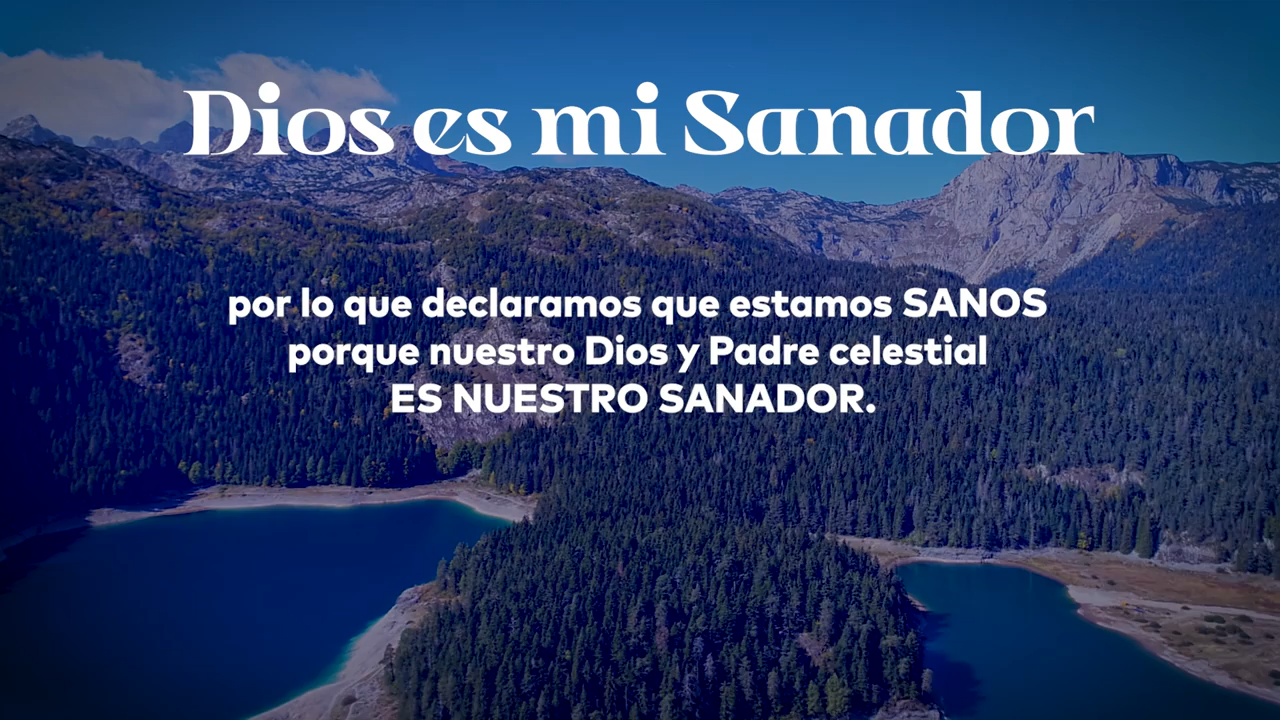 Dios es mi Sanador
por lo que declaramos que estamos SANOS
porque nuestro Dios y Padre celestial
ES NUESTRO SANADOR.